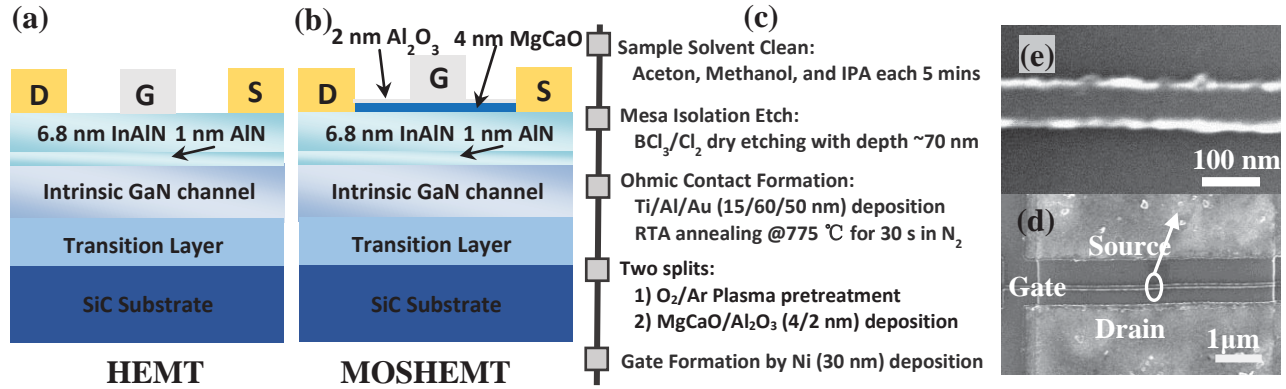 (a)
D
G
S
6.8 nm InAlN 1 nm AlN
Intrinsic GaN channel
Transition Layer
SiC Substrate
HEMT
(b)
2 nm Al₂O₃
4 nm MgCaO
D
G
S
6.8 nm InAlN 1 nm AlN
Intrinsic GaN channel
Transition Layer
SiC Substrate
MOSHEMT
(c)
Sample Solvent Clean:
Aceton, Methanol, and IPA each 5 mins
Mesa Isolation Etch:
BCl₃/Cl₂ dry etching with depth ~70 nm
Ohmic Contact Formation:
Ti/Al/Au (15/60/50 nm) deposition
RTA annealing @775 ℃ for 30 s in N₂
Two splits:
1) O₂/Ar Plasma pretreatment
2) MgCaO/Al₂O₃ (4/2 nm) deposition
Gate Formation by Ni (30 nm) deposition
(e)
100 nm
(d)
Source
Gate
Drain
1μm